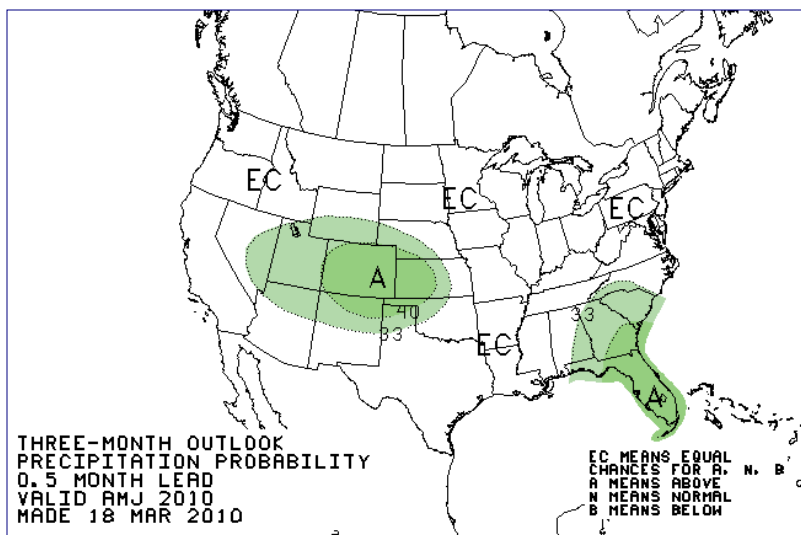 EC
EC
EC
A
40
33
33
EC
A
THREE-MONTH OUTLOOK
PRECIPITATION PROBABILITY
0.5 MONTH LEAD
VALID AMJ 2010
MADE 18 MAR 2010
EC MEANS EQUAL
CHANCES FOR A, N, B
A MEANS ABOVE
N MEANS NORMAL
B MEANS BELOW